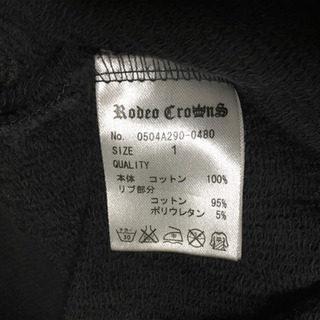 Rodeo CrownS
No. 0504A290-0480
SIZE 1
QUALITY
本体 コットン 100%
リブ部分
コットン 95%
ポリウレタン 5%